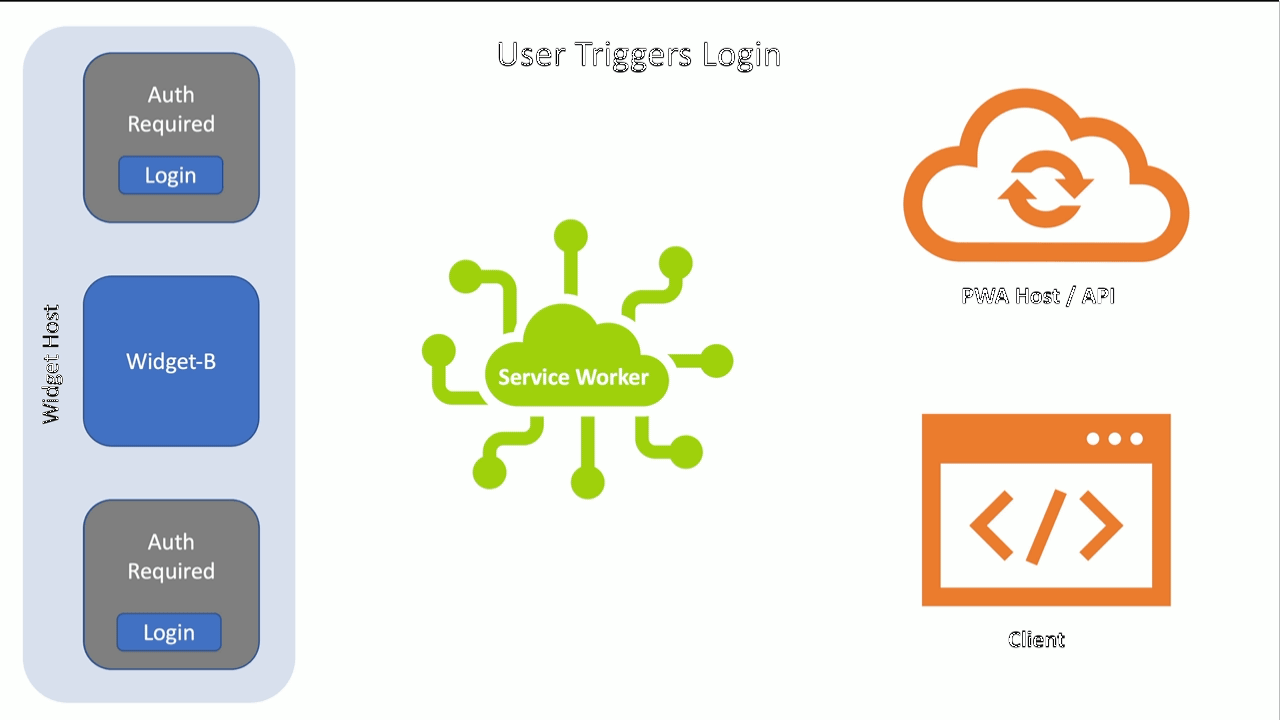 User Triggers Login
Auth
Required
Login
Widget Host
Widget-B
Auth
Required
Login
Service Worker
PWA Host / API
</>
Client